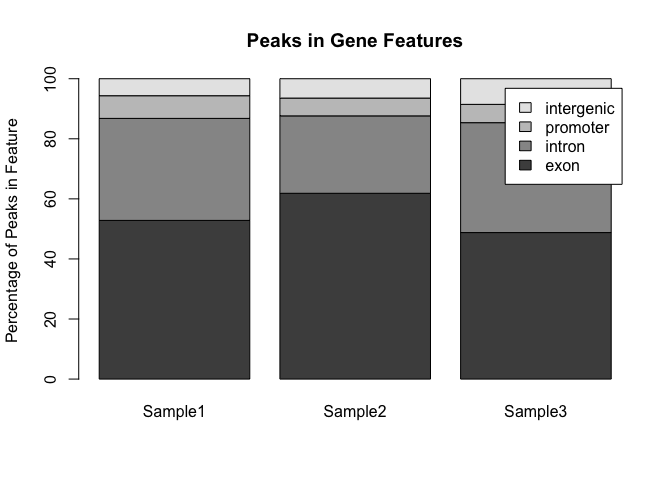 Peaks in Gene Features
Percentage of Peaks in Feature
100
80
60
40
20
0
intergenic
promoter
intron
exon
Sample1
Sample2
Sample3